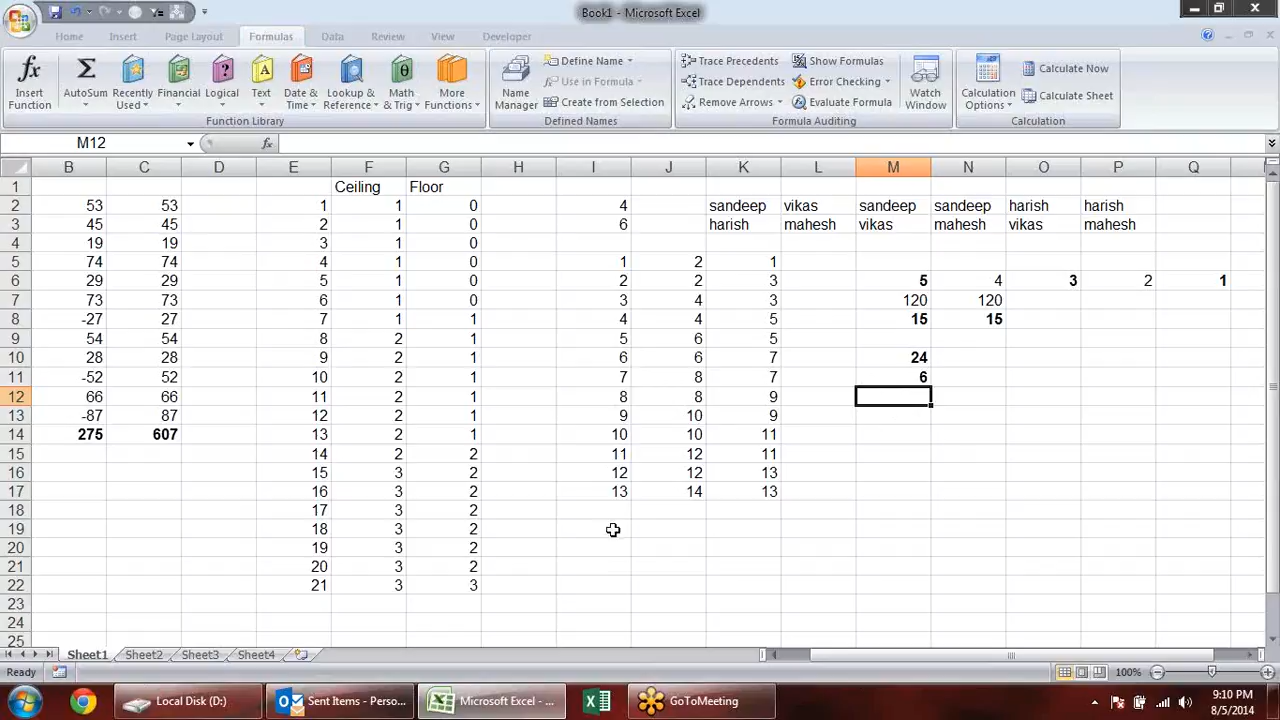 Book1 - Microsoft Excel
Home Insert Page Layout Formulas Data Review View Developer
Insert Function
AutoSum
Recently Used
Financial
Logical
Text
Date & Time
Lookup & Reference
Math & Trig
More Functions
Function Library
Name Manager
Define Name
Use in Formula
Create from Selection
Defined Names
Trace Precedents
Trace Dependents
Remove Arrows
Show Formulas
Error Checking
Evaluate Formula
Formula Auditing
Watch Window
Calculation Options
Calculate Now
Calculate Sheet
Calculation
M12 fx
B C D E F G H I J K L M N O P Q
1 Ceiling Floor
2 53 53 1 1 0 4 sandeep vikas sandeep sandeep harish harish
3 45 45 2 1 0 6 harish mahesh vikas mahesh vikas mahesh
4 19 19 3 1 0
5 74 74 4 1 0 1 2 1
6 29 29 5 1 0 2 2 3 5 4 3 2 1
7 73 73 6 1 0 3 4 3 120 120
8 -27 27 7 1 1 4 4 5 15 15
9 54 54 8 2 1 5 6 5
10 28 28 9 2 1 6 6 7 24
11 -52 52 10 2 1 7 8 7 6
12 66 66 11 2 1 8 8 9
13 -87 87 12 2 1 9 10 9
14 275 607 13 2 1 10 10 11
15 14 2 2 11 12 11
16 15 3 2 12 12 13
17 16 3 2 13 14 13
18 17 3 2
19 18 3 2
20 19 3 2
21 20 3 2
22 21 3 3
23
24
25
Sheet1 Sheet2 Sheet3 Sheet4
Ready 100%
Local Disk (D:) Sent Items - Perso... Microsoft Excel - ... GoToMeeting
9:10 PM
8/5/2014